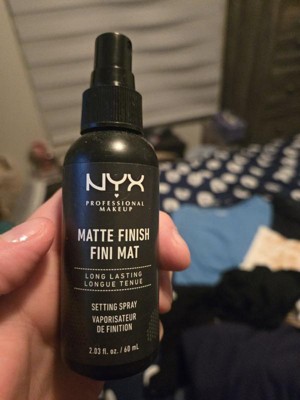 NYX
PROFESSIONAL
MAKEUP
MATTE FINISH
FINI MAT
LONG LASTING
LONGUE TENUE
SETTING SPRAY
VAPORISATEUR
DE FINITION
2.03 fl. oz. / 60 mL